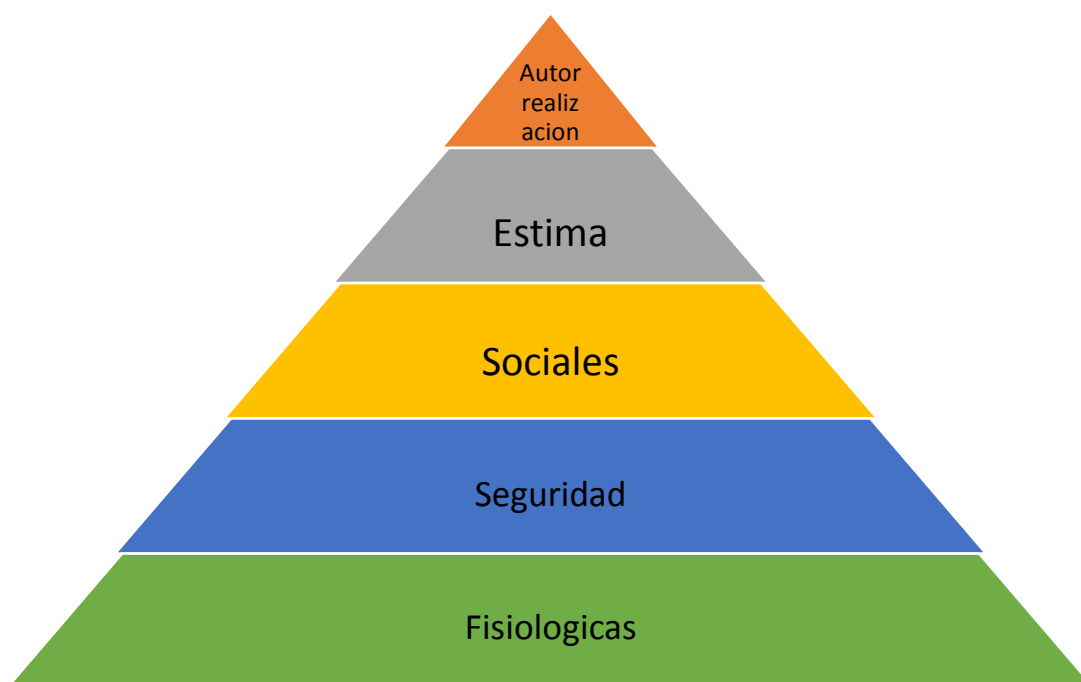 Autor
realiz
acion
Estima
Sociales
Seguridad
Fisiologicas